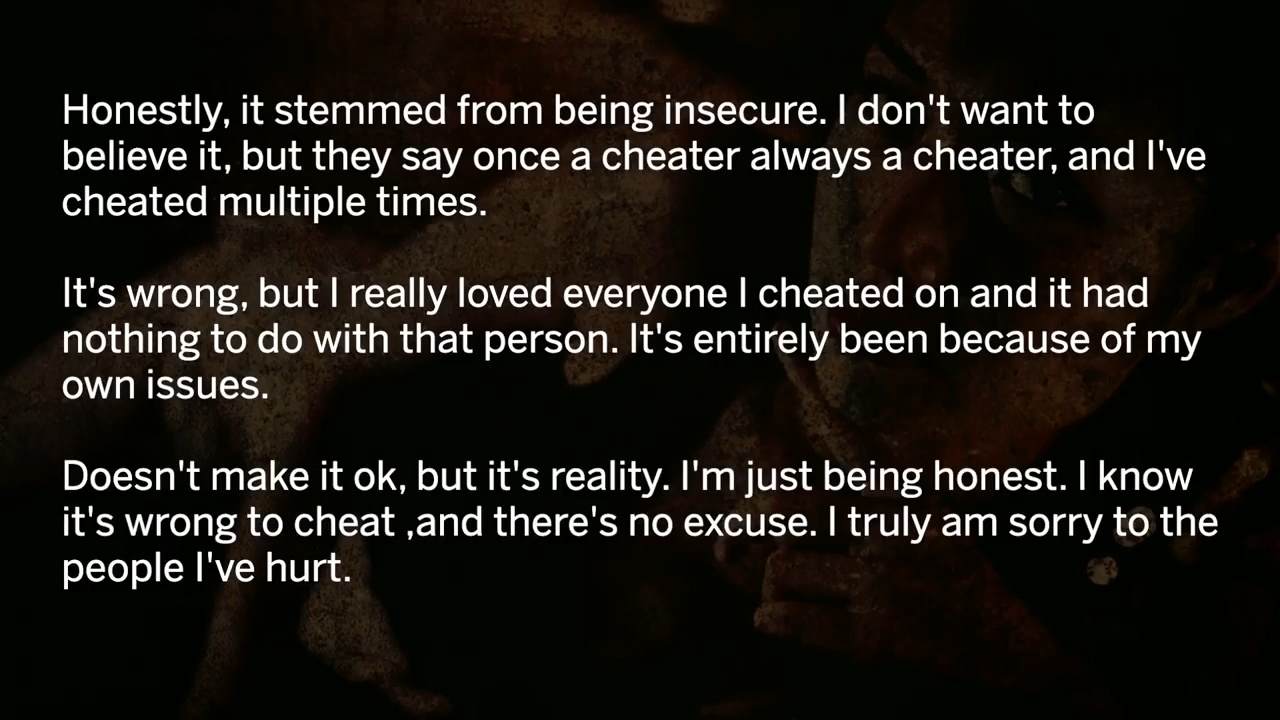 Honestly, it stemmed from being insecure. I don't want to
believe it, but they say once a cheater always a cheater, and I've
cheated multiple times.
It's wrong, but I really loved everyone I cheated on and it had
nothing to do with that person. It's entirely been because of my
own issues.
Doesn't make it ok, but it's reality. I'm just being honest. I know
it's wrong to cheat ,and there's no excuse. I truly am sorry to the
people I've hurt.